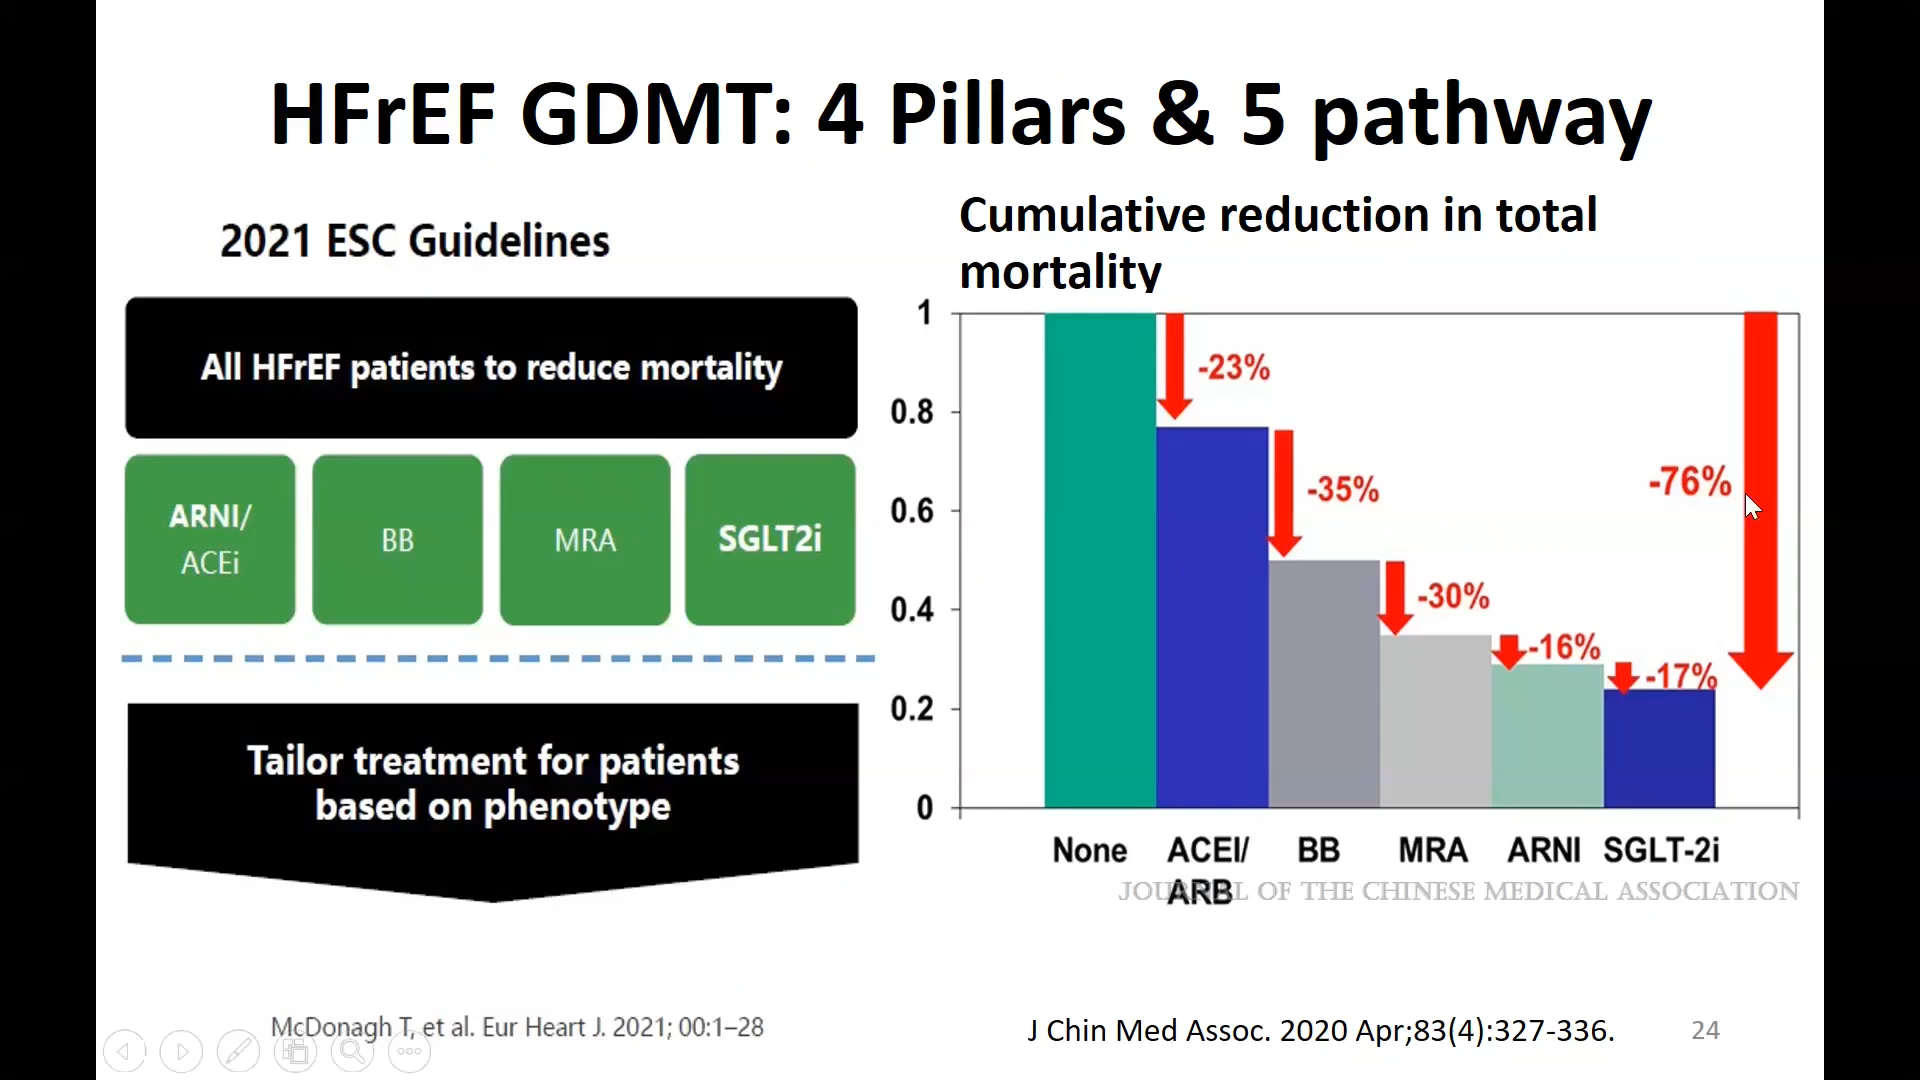 HFrEF GDMT: 4 Pillars & 5 pathway
2021 ESC Guidelines
All HFrEF patients to reduce mortality
ARNI/
ACEi
BB
MRA
SGLT2i
Tailor treatment for patients
based on phenotype
McDonagh T, et al. Eur Heart J. 2021; 00:1–28
Cumulative reduction in total
mortality
1
0.8
0.6
0.4
0.2
0
-23%
-35%
-30%
-16%
-17%
-76%
None
ACEI/
ARB
BB
MRA
ARNI
SGLT-2i
JOURNAL OF THE CHINESE MEDICAL ASSOCIATION
J Chin Med Assoc. 2020 Apr;83(4):327-336.
24